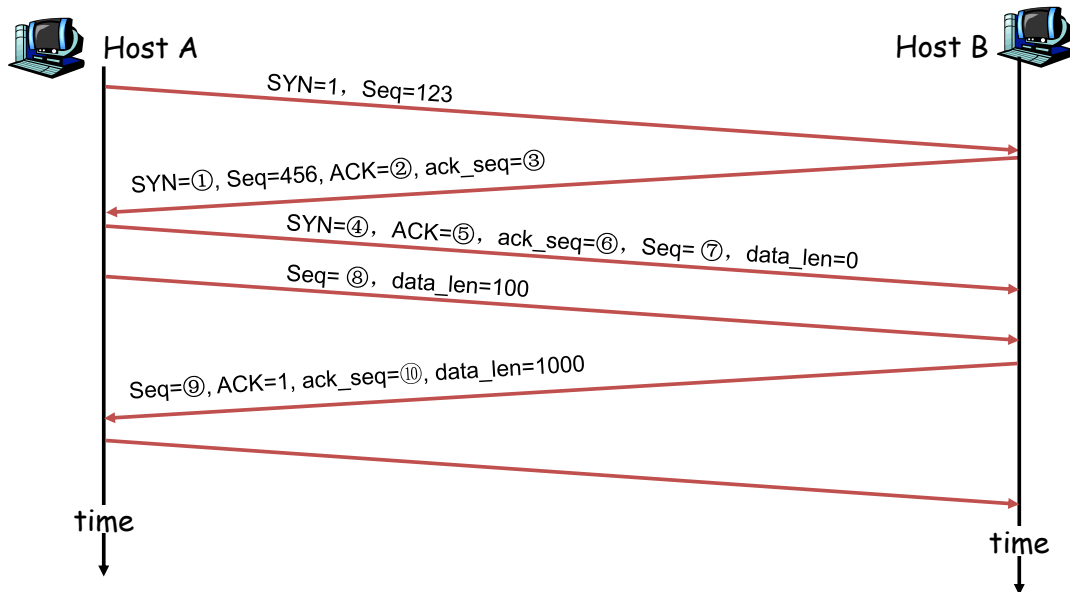 Host A
Host B
SYN=1，Seq=123
SYN=①, Seq=456, ACK=②, ack_seq=③
SYN=④，ACK=⑤，ack_seq=⑥，Seq= ⑦，data_len=0
Seq= ⑧，data_len=100
Seq=⑨, ACK=1, ack_seq=⑩, data_len=1000
time
time